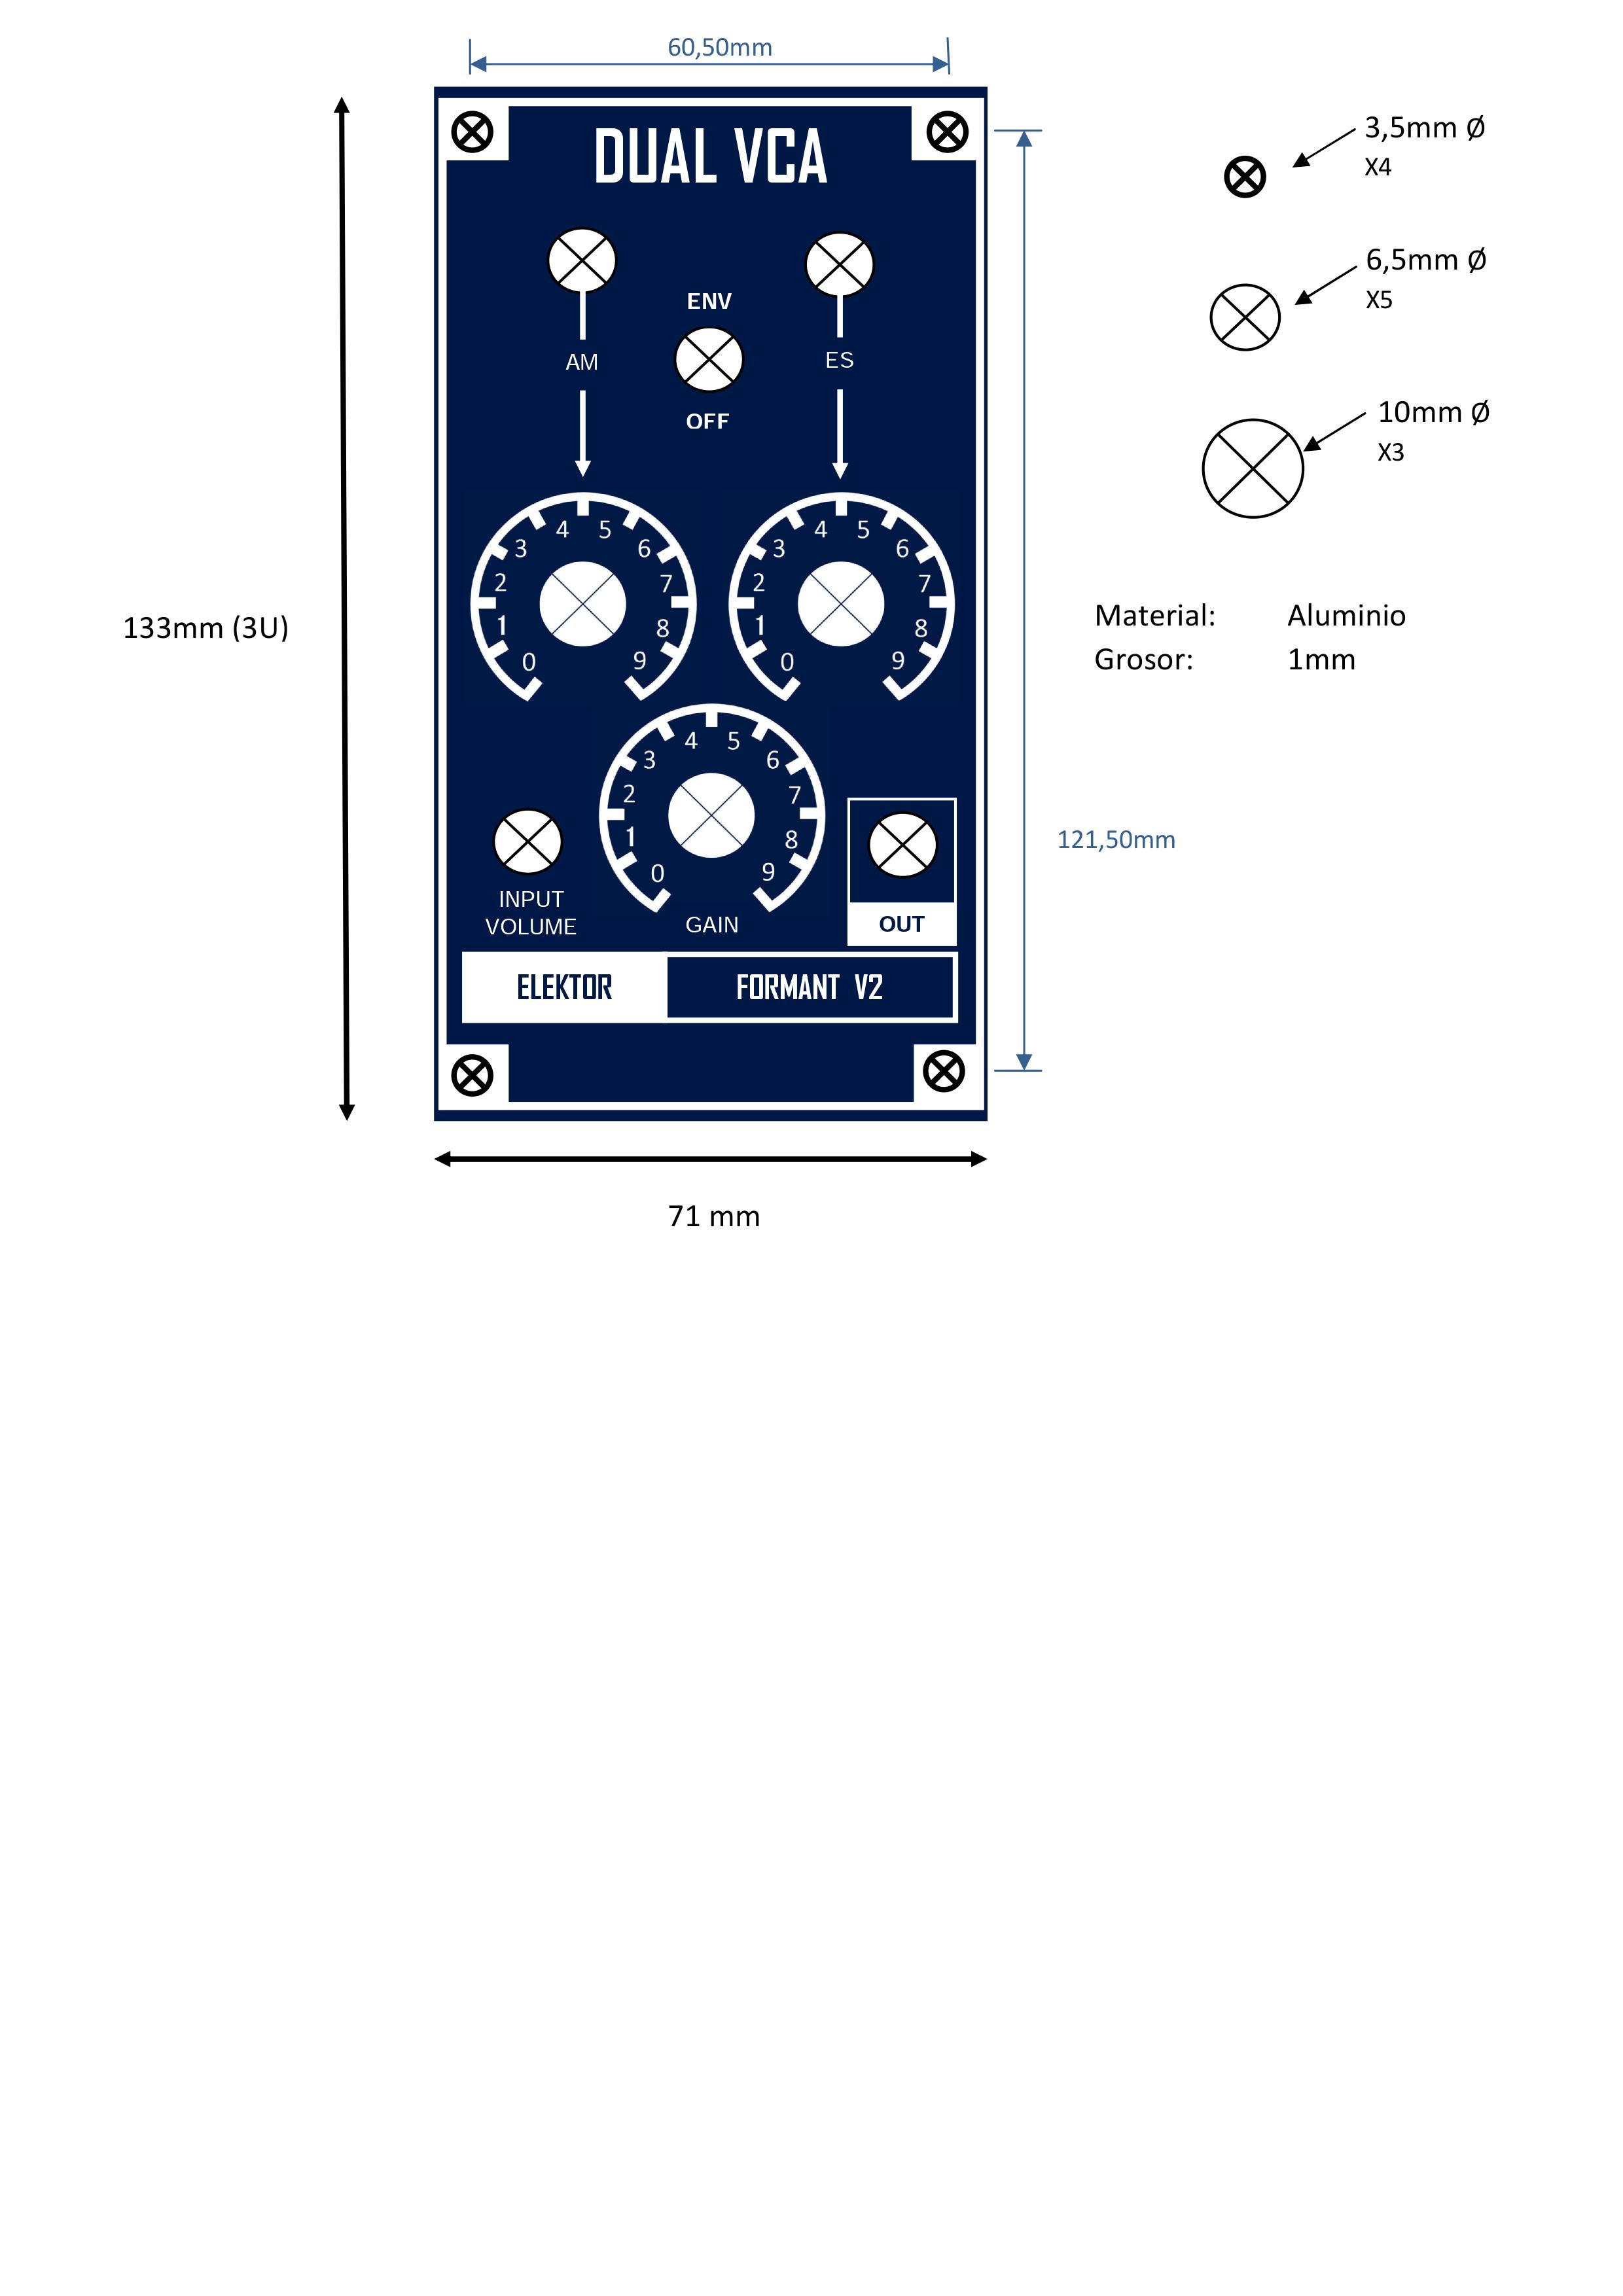 60,50mm
DUAL VCA
3,5mm Ø
X4
6,5mm Ø
X5
ENV
AM
ES
OFF
10mm Ø
X3
0 1 2 3 4 5 6 7 8 9
0 1 2 3 4 5 6 7 8 9
133mm (3U)
Material: Aluminio
Grosor: 1mm
0 1 2 3 4 5 6 7 8 9
121,50mm
INPUT
VOLUME
GAIN
OUT
ELEKTOR
FORMANT V2
71 mm